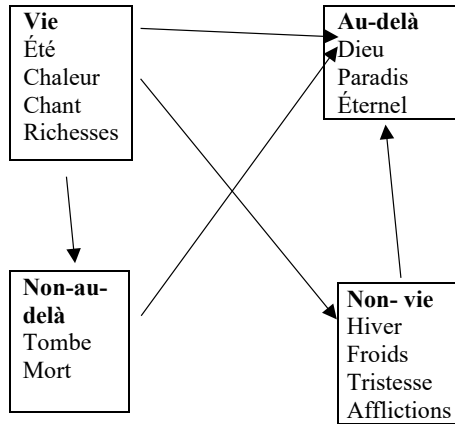 Vie
Été
Chaleur
Chant
Richesses
Au-delà
Dieu
Paradis
Éternel
Non-au-
delà
Tombe
Mort
Non- vie
Hiver
Froids
Tristesse
Afflictions